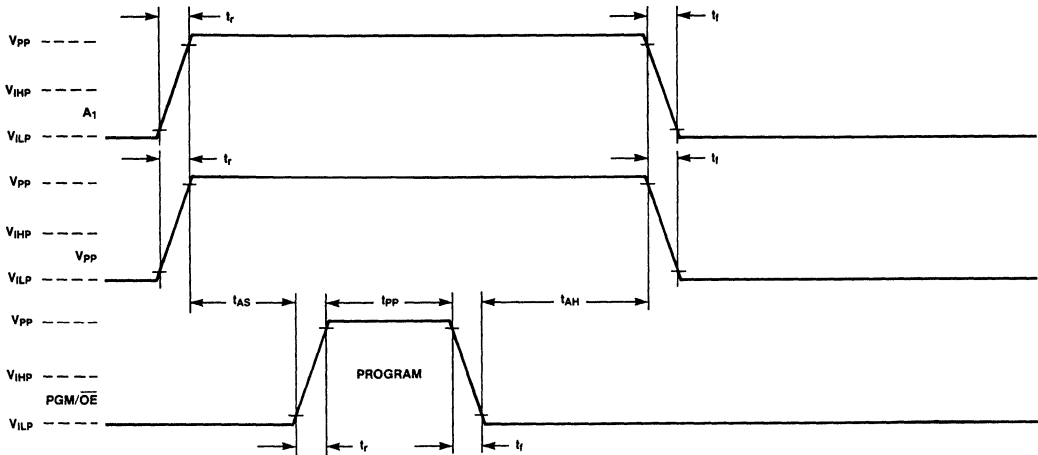 tr tf
VPP
VIHP
A1
VILP
tr tf
VPP
VIHP
VPP
VILP
tAS tPP tAH
VPP
VIHP PROGRAM
PGM/O̅E̅
VILP
tr tf